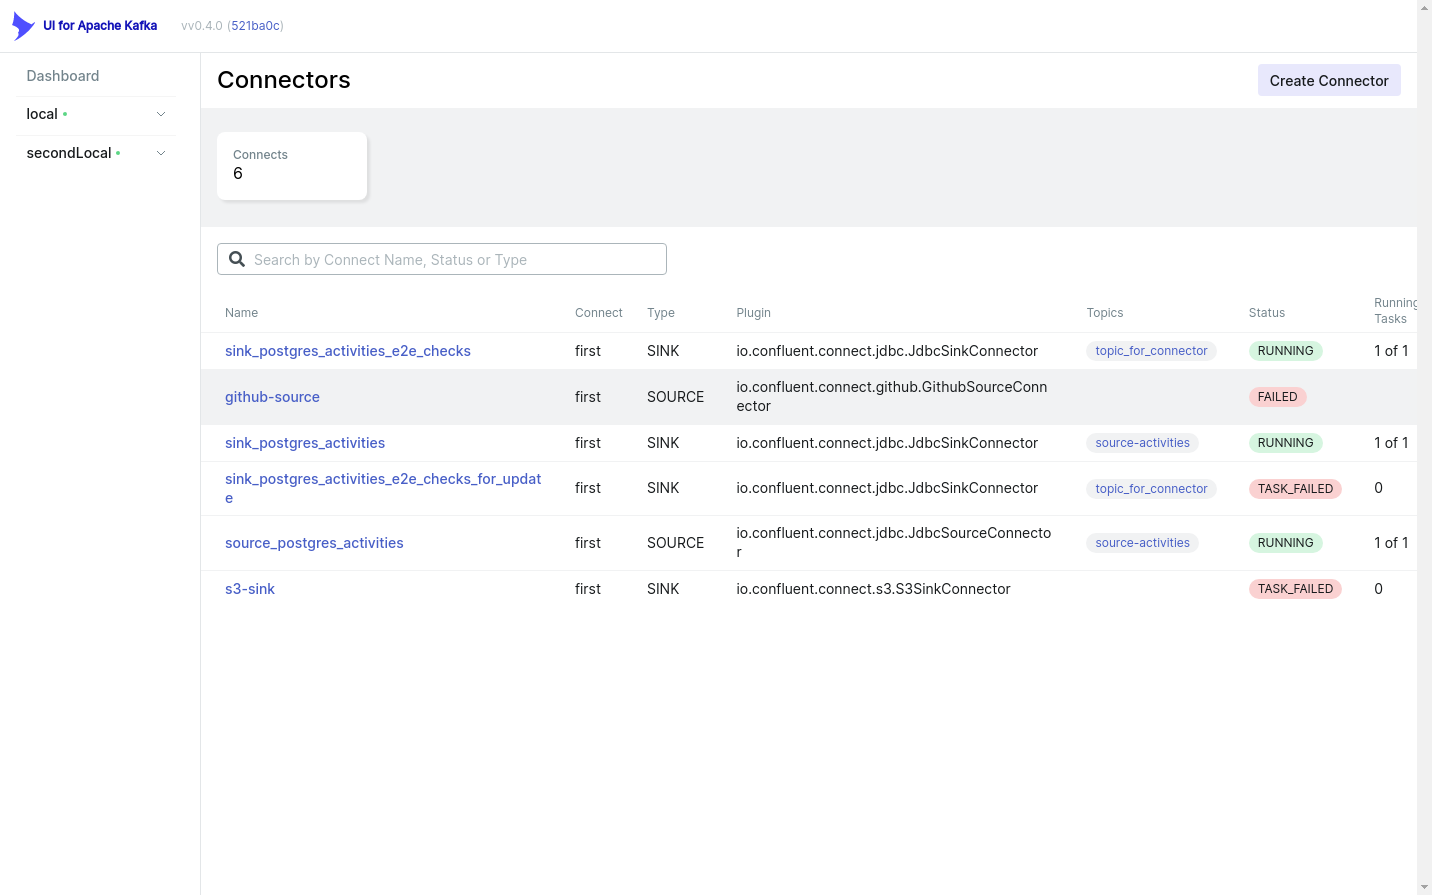 UI for Apache Kafka
vv0.4.0 (521ba0c)
Dashboard
local
secondLocal
Connectors
Create Connector
Connects
6
Search by Connect Name, Status or Type
Name Connect Type Plugin Topics Status Running
Tasks
sink_postgres_activities_e2e_checks first SINK io.confluent.connect.jdbc.JdbcSinkConnector topic_for_connector RUNNING 1 of 1
github-source first SOURCE io.confluent.connect.github.GithubSourceConn
ector FAILED
sink_postgres_activities first SINK io.confluent.connect.jdbc.JdbcSinkConnector source-activities RUNNING 1 of 1
sink_postgres_activities_e2e_checks_for_updat
e first SINK io.confluent.connect.jdbc.JdbcSinkConnector topic_for_connector TASK_FAILED 0
source_postgres_activities first SOURCE io.confluent.connect.jdbc.JdbcSourceConnecto
r source-activities RUNNING 1 of 1
s3-sink first SINK io.confluent.connect.s3.S3SinkConnector TASK_FAILED 0